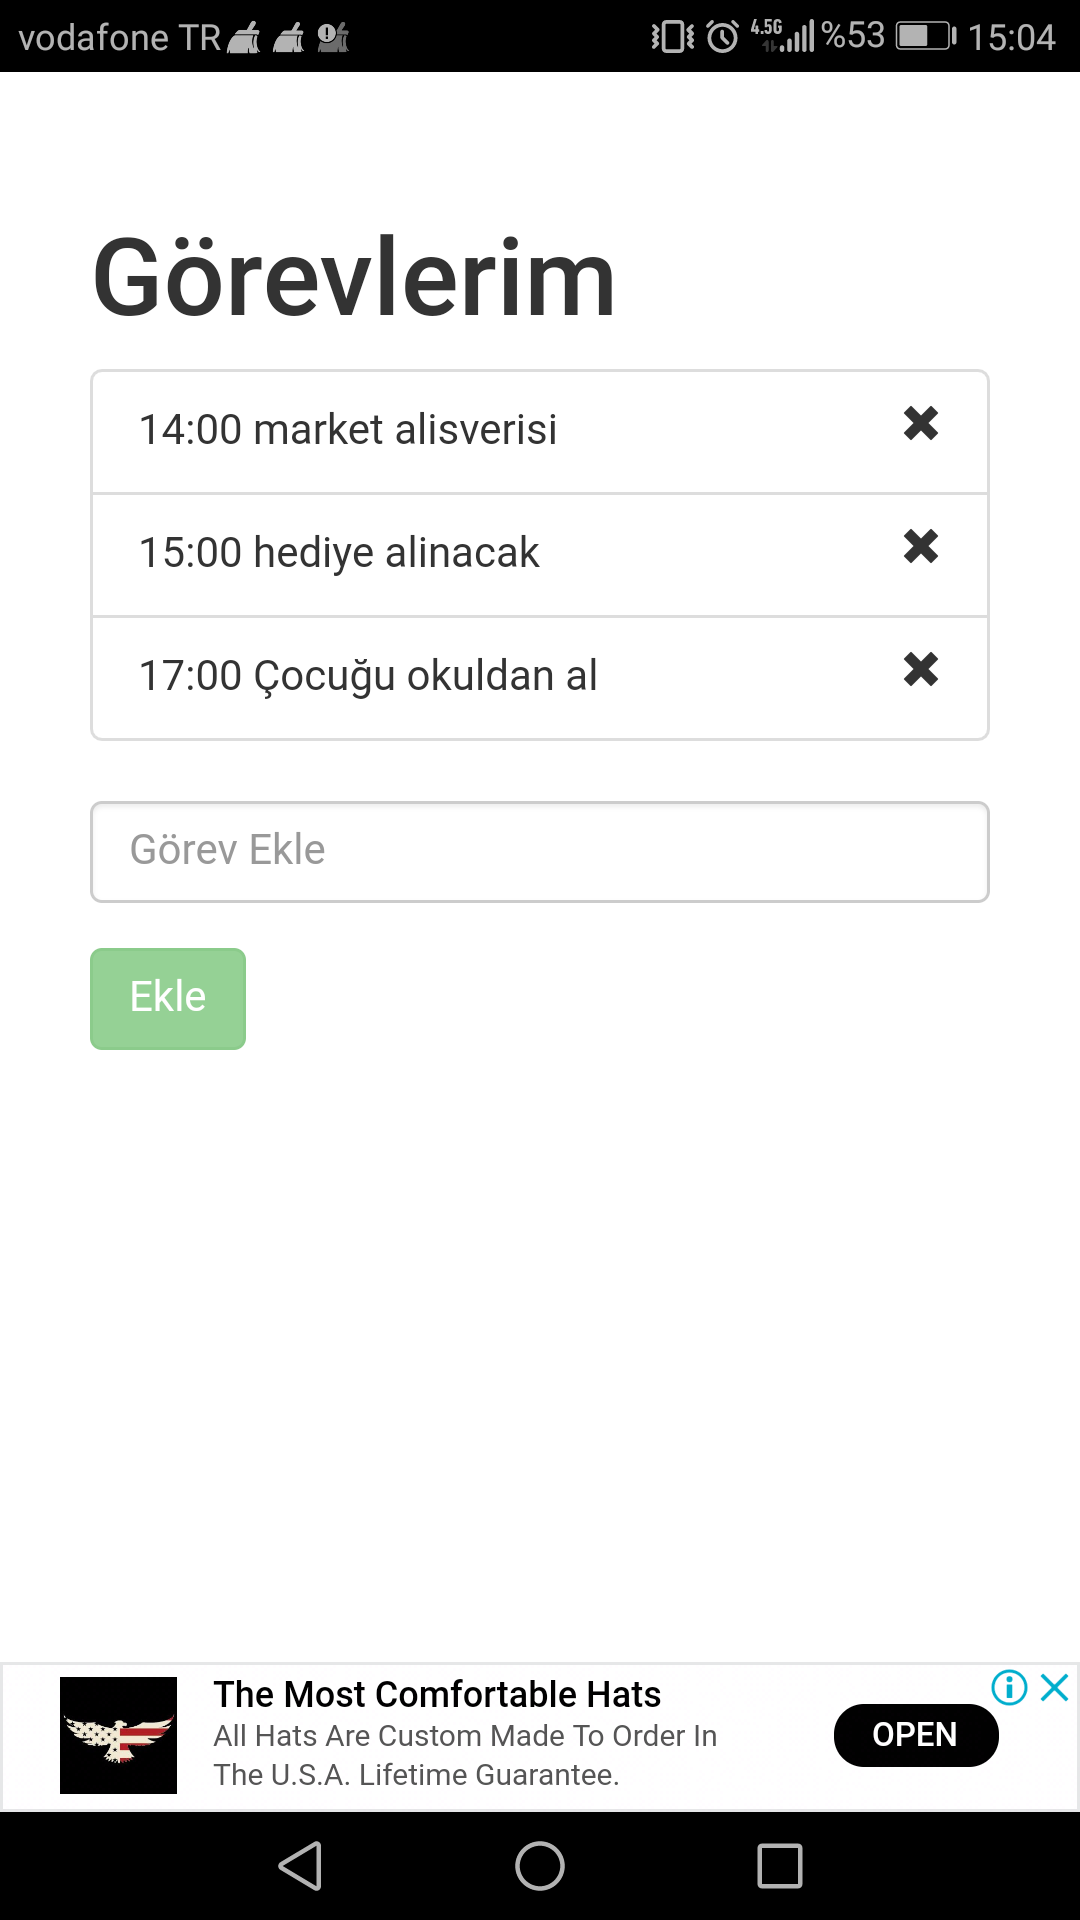 vodafone TR 4.5G %53 15:04
Görevlerim
14:00 market alisverisi
15:00 hediye alinacak
17:00 Çocuğu okuldan al
Görev Ekle
Ekle
The Most Comfortable Hats
All Hats Are Custom Made To Order In
The U.S.A. Lifetime Guarantee.
OPEN